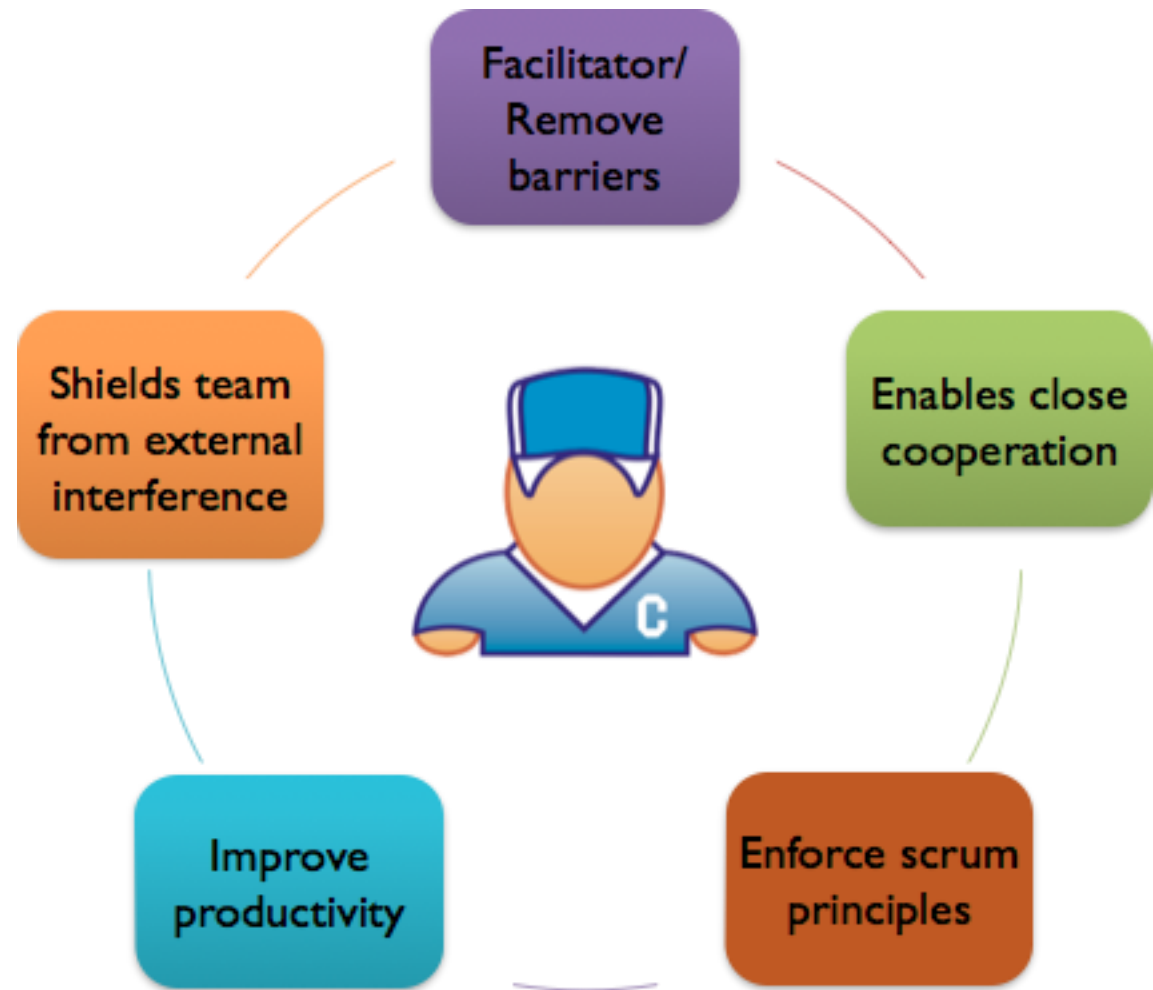 Facilitator/
Remove
barriers
Enables close
cooperation
Enforce scrum
principles
Improve
productivity
Shields team
from external
interference
C